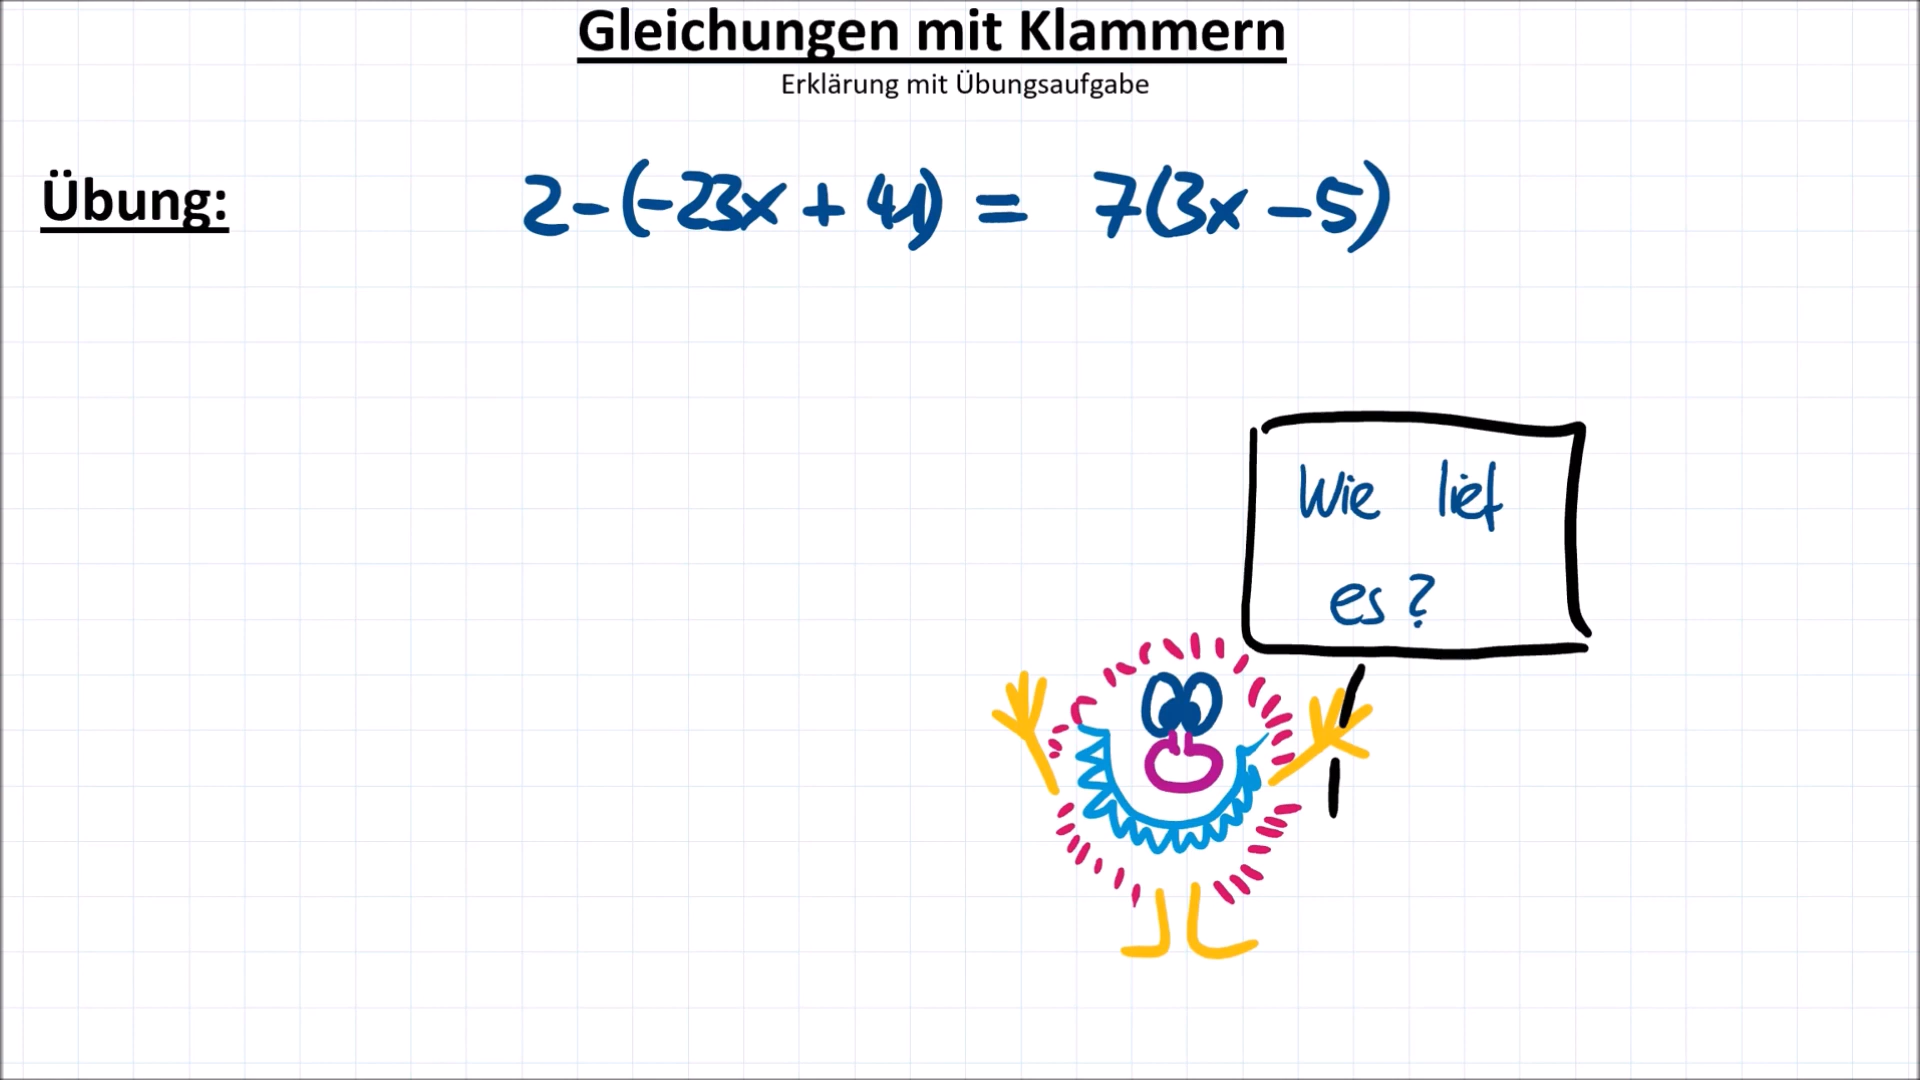 Gleichungen mit Klammern
Erklärung mit Übungsaufgabe
Übung: 2-(-23x + 41) = 7(3x - 5)
Wie lief
es?